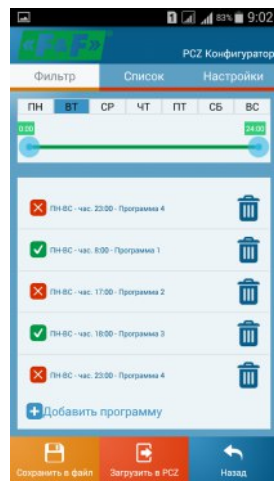 83% 9:02
F&F
PCZ Конфигуратор
Фильтр Список Настройки
ПН ВТ СР ЧТ ПТ СБ ВС
0:00 24:00
ПН-ВС - час. 23:00 - Программа 4
ПН-ВС - час. 8:00 - Программа 1
ПН-ВС - час. 17:00 - Программа 2
ПН-ВС - час. 18:00 - Программа 3
ПН-ВС - час. 23:00 - Программа 4
Добавить программу
Сохранить в файл Загрузить в PCZ Назад